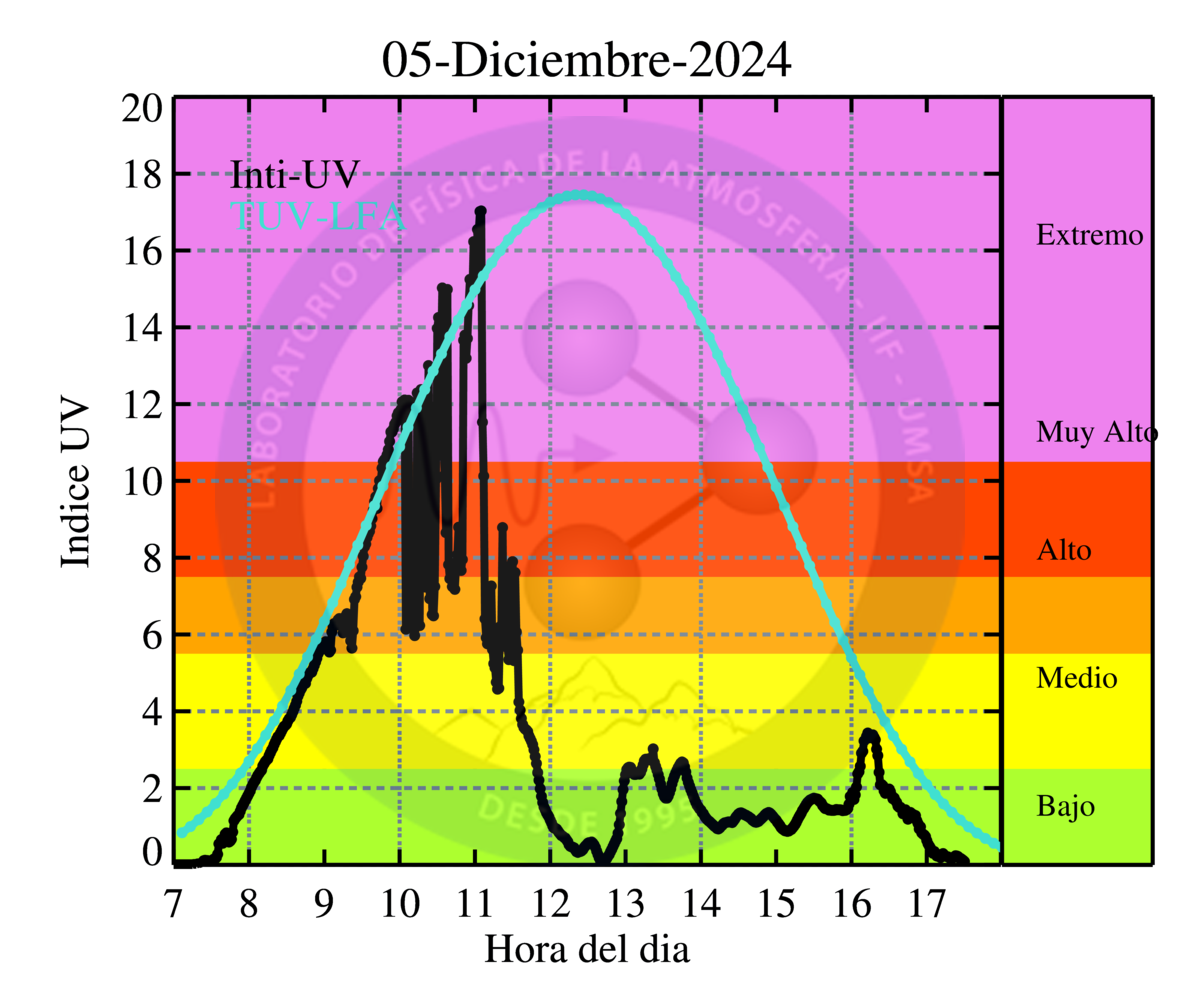 05-Diciembre-2024
20
18
16
14
12
10
8
6
4
2
0
Indice UV
Inti-UV
TUV-LFA
LABORATORIO DE FÍSICA DE LA ATMÓSFERA - IIF - UMSA
DESDE 1995
Extremo
Muy Alto
Alto
Medio
Bajo
7 8 9 10 11 12 13 14 15 16 17
Hora del dia